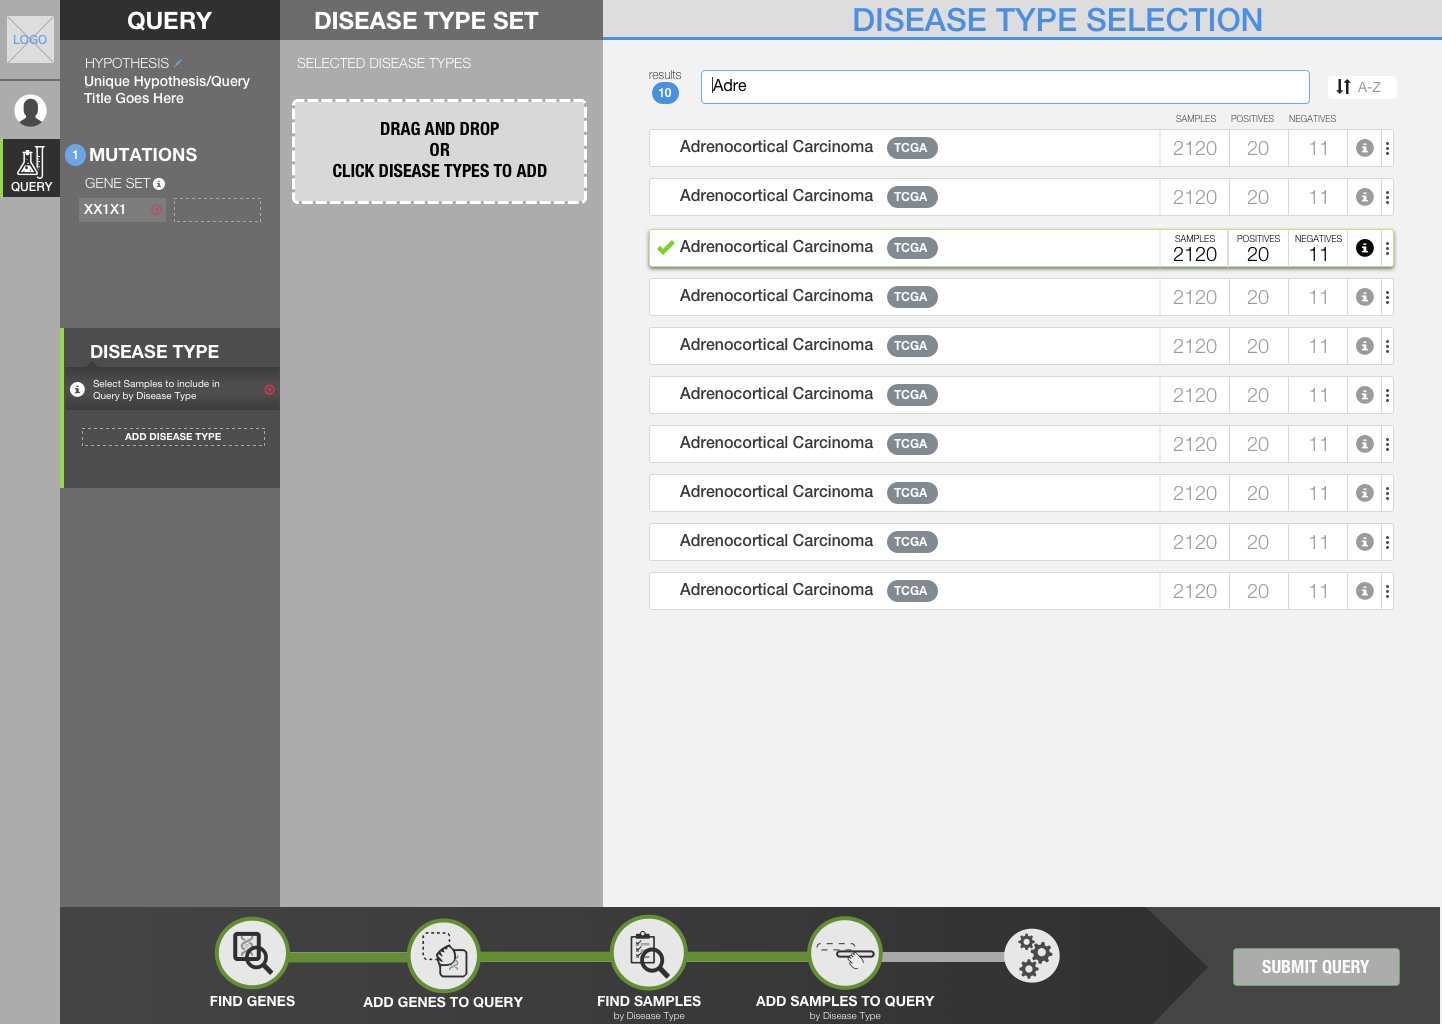 LOGO
QUERY
QUERY
HYPOTHESIS
Unique Hypothesis/Query
Title Goes Here
1 MUTATIONS
GENE SET
XX1X1
DISEASE TYPE
Select Samples to include in
Query by Disease Type
ADD DISEASE TYPE
DISEASE TYPE SET
SELECTED DISEASE TYPES
DRAG AND DROP
OR
CLICK DISEASE TYPES TO ADD
DISEASE TYPE SELECTION
results
10
Adre
A-Z
SAMPLES POSITIVES NEGATIVES
Adrenocortical Carcinoma TCGA 2120 20 11
Adrenocortical Carcinoma TCGA 2120 20 11
SAMPLES POSITIVES NEGATIVES
Adrenocortical Carcinoma TCGA 2120 20 11
Adrenocortical Carcinoma TCGA 2120 20 11
Adrenocortical Carcinoma TCGA 2120 20 11
Adrenocortical Carcinoma TCGA 2120 20 11
Adrenocortical Carcinoma TCGA 2120 20 11
Adrenocortical Carcinoma TCGA 2120 20 11
Adrenocortical Carcinoma TCGA 2120 20 11
Adrenocortical Carcinoma TCGA 2120 20 11
FIND GENES
ADD GENES TO QUERY
FIND SAMPLES
by Disease Type
ADD SAMPLES TO QUERY
by Disease Type
SUBMIT QUERY